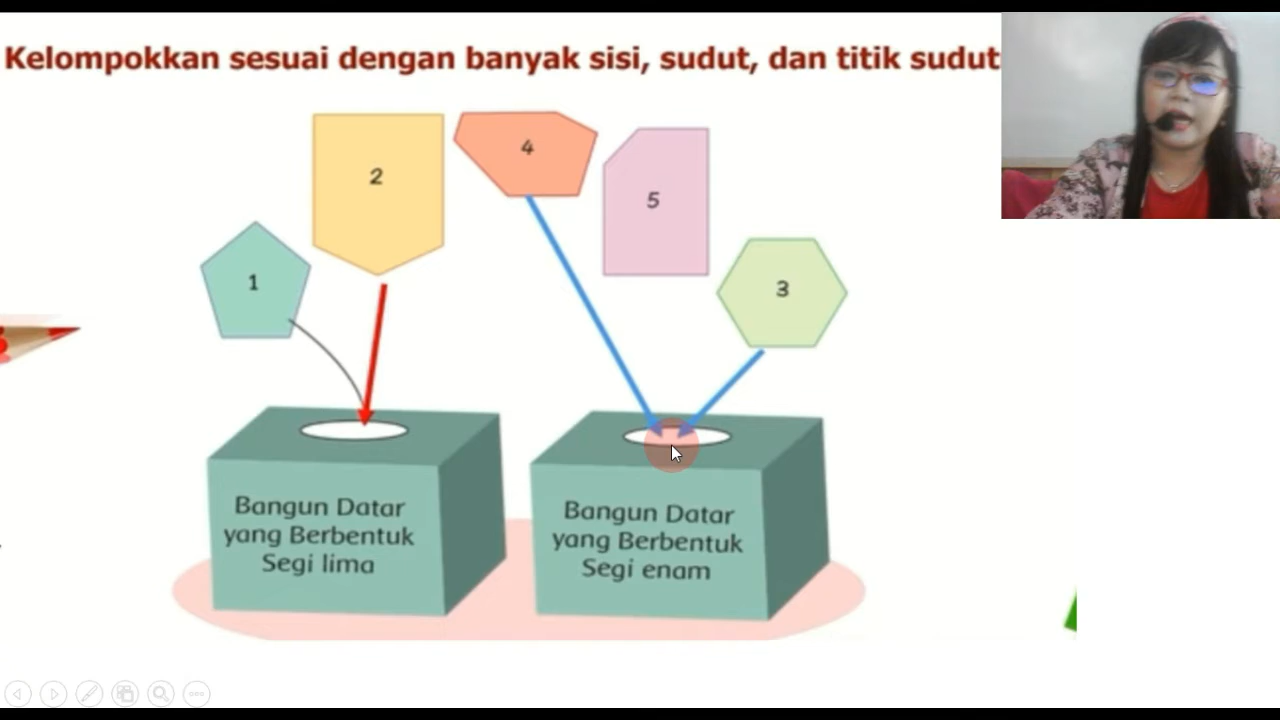 Kelompokkan sesuai dengan banyak sisi, sudut, dan titik sudut
1
2
4
5
3
Bangun Datar
yang Berbentuk
Segi lima
Bangun Datar
yang Berbentuk
Segi enam